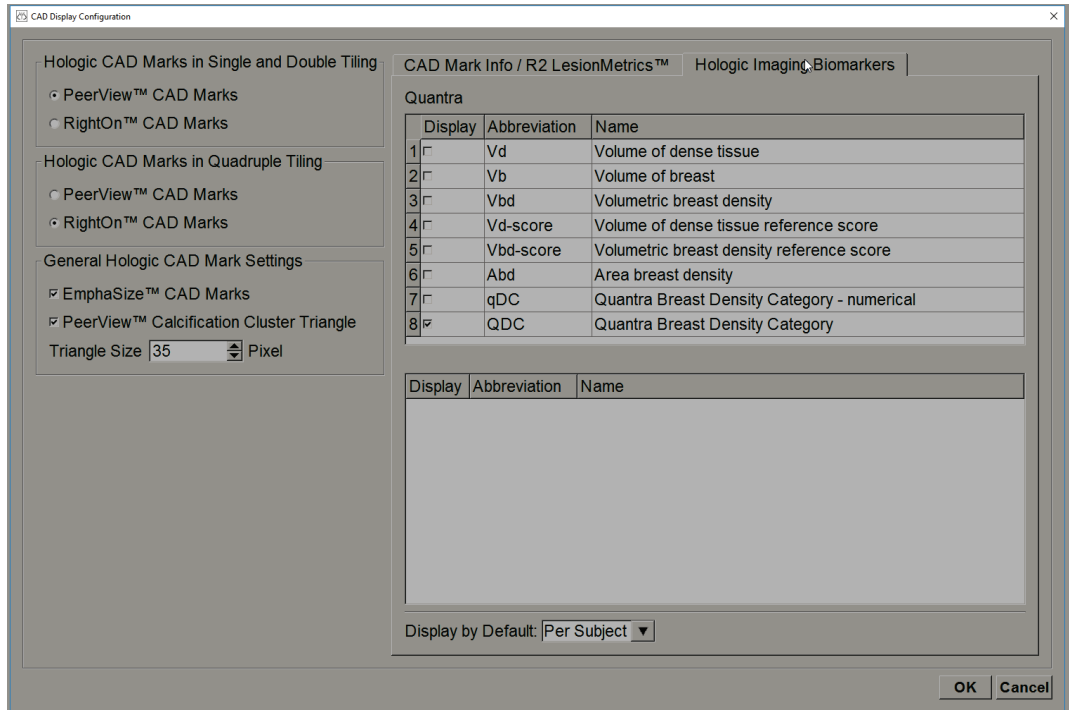 CAD Display Configuration
Hologic CAD Marks in Single and Double Tiling
PeerView™ CAD Marks
RightOn™ CAD Marks
Hologic CAD Marks in Quadruple Tiling
PeerView™ CAD Marks
RightOn™ CAD Marks
General Hologic CAD Mark Settings
EmphaSize™ CAD Marks
PeerView™ Calcification Cluster Triangle
Triangle Size 35 Pixel
CAD Mark Info / R2 LesionMetrics™ Hologic Imaging Biomarkers
Quantra
Display Abbreviation Name
1 Vd Volume of dense tissue
2 Vb Volume of breast
3 Vbd Volumetric breast density
4 Vd-score Volume of dense tissue reference score
5 Vbd-score Volumetric breast density reference score
6 Abd Area breast density
7 qDC Quantra Breast Density Category - numerical
8 QDC Quantra Breast Density Category
Display Abbreviation Name
Display by Default: Per Subject
OK Cancel